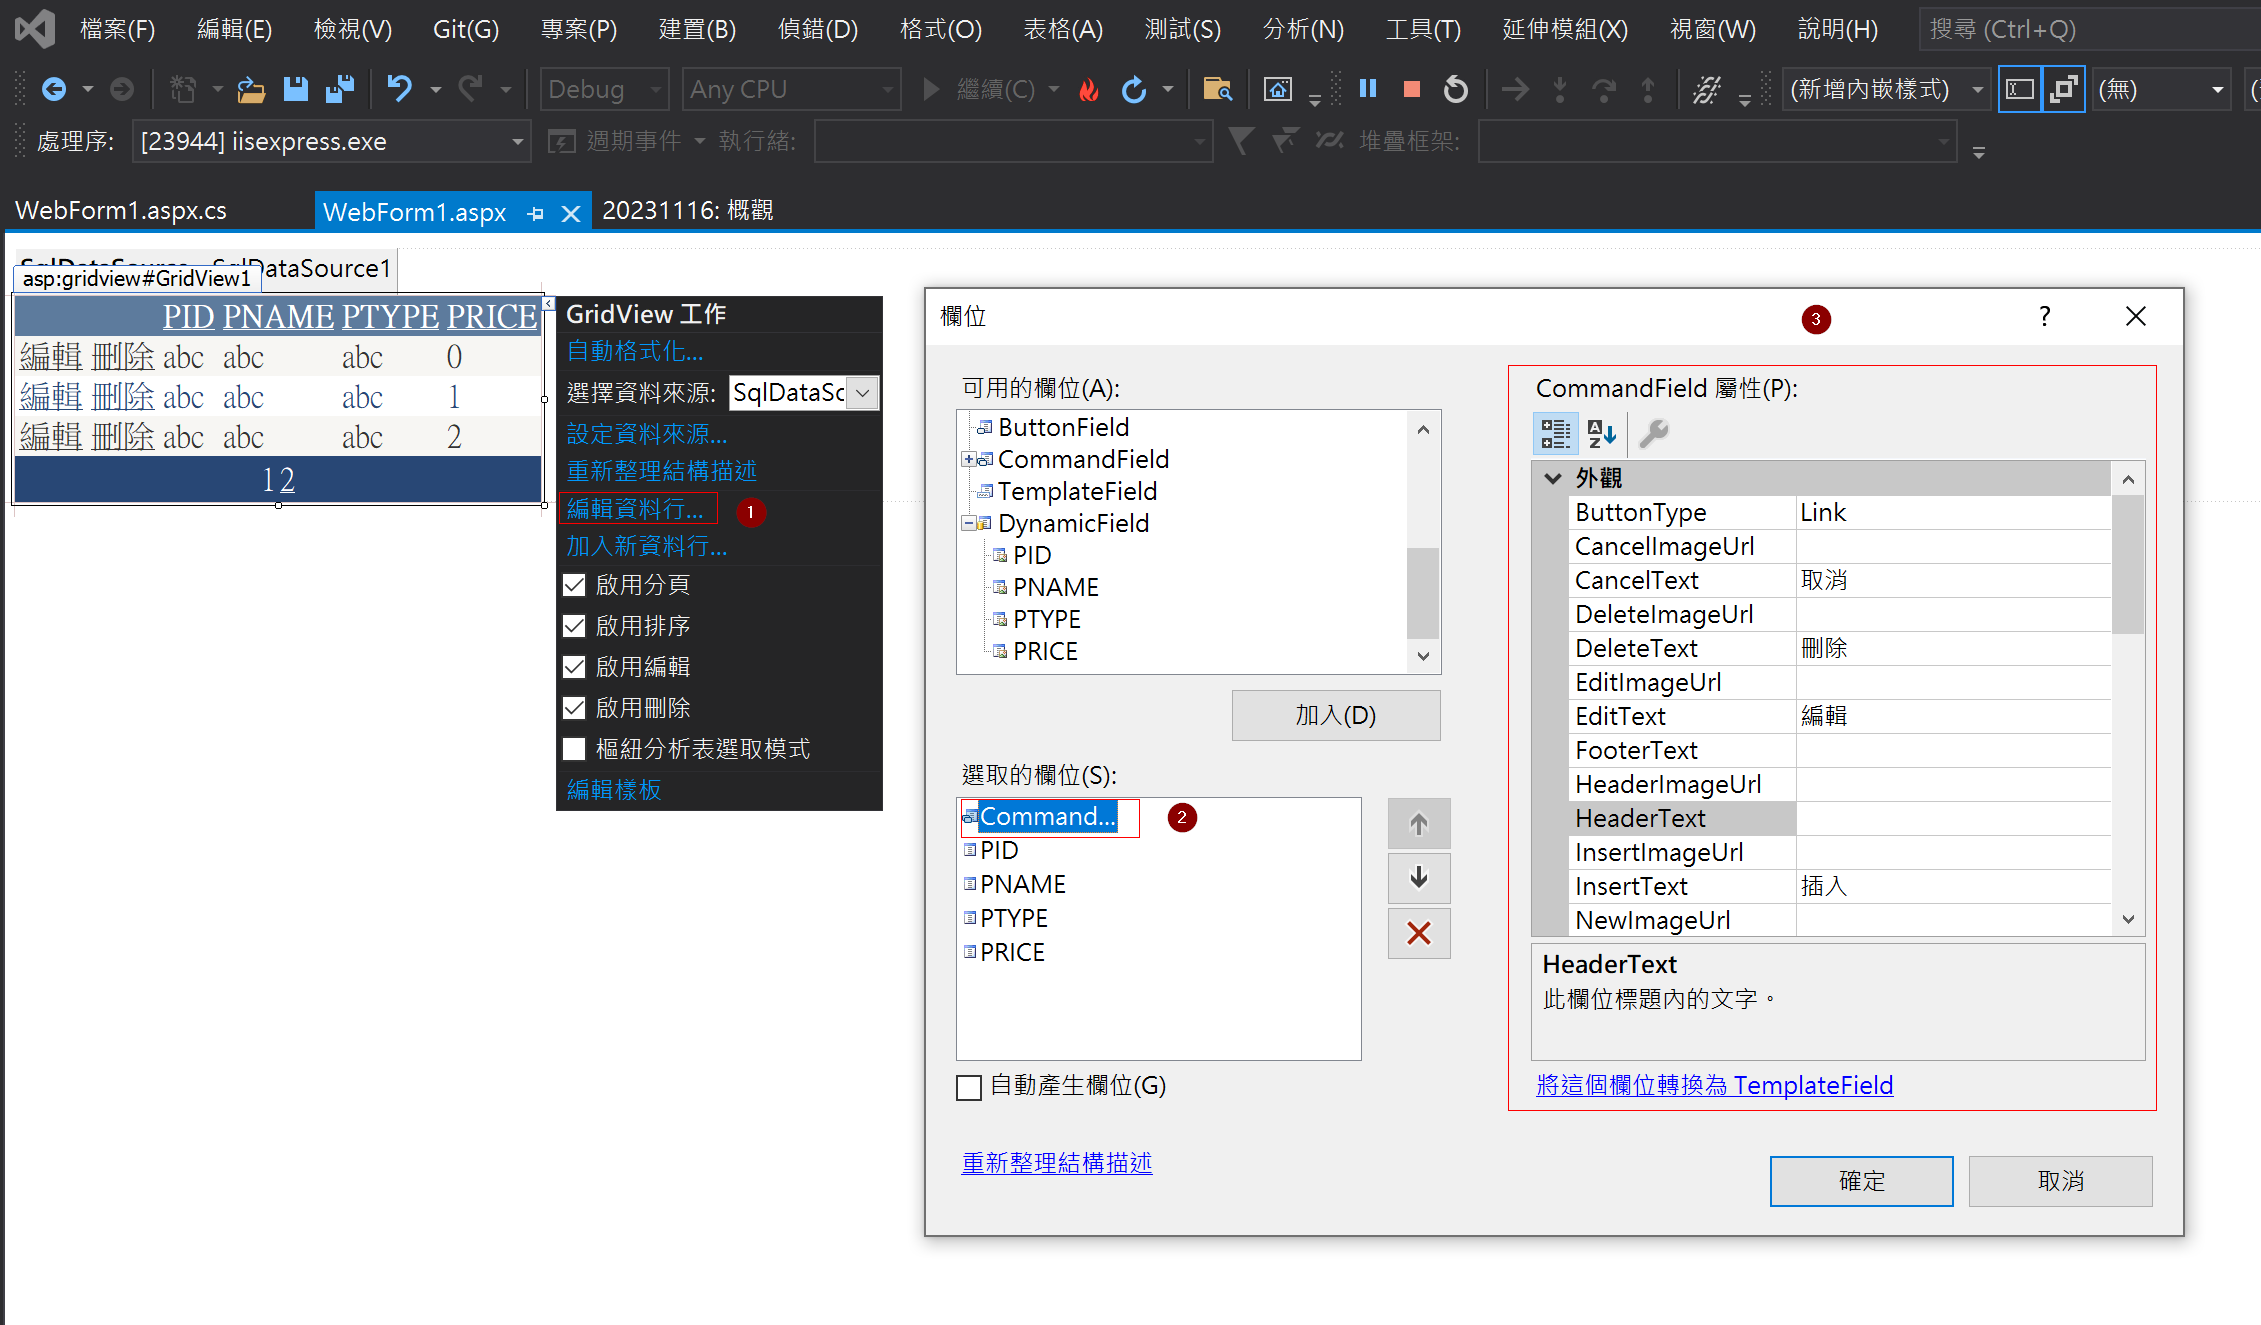 檔案(F) 編輯(E) 檢視(V) Git(G) 專案(P) 建置(B) 偵錯(D) 格式(O) 表格(A) 測試(S) 分析(N) 工具(T) 延伸模組(X) 視窗(W) 說明(H) 搜尋 (Ctrl+Q)
Debug Any CPU 繼續(C) (新增內嵌樣式) (無)
處理序: [23944] iisexpress.exe 週期事件 執行緒: 堆疊框架:
WebForm1.aspx.cs WebForm1.aspx 20231116: 概觀
SqlDataSource - SqlDataSource1
asp:gridview#GridView1
PID PNAME PTYPE PRICE
編輯 刪除 abc abc abc 0
編輯 刪除 abc abc abc 1
編輯 刪除 abc abc abc 2
1 2
GridView 工作
自動格式化...
選擇資料來源: SqlDataSc
設定資料來源...
重新整理結構描述
編輯資料行... 1
加入新資料行...
啟用分頁
啟用排序
啟用編輯
啟用刪除
樞紐分析表選取模式
編輯樣板
欄位 3 ?
可用的欄位(A):
ButtonField
CommandField
TemplateField
DynamicField
PID
PNAME
PTYPE
PRICE
加入(D)
選取的欄位(S):
Command... 2
PID
PNAME
PTYPE
PRICE
自動產生欄位(G)
重新整理結構描述
CommandField 屬性(P):
外觀
ButtonType Link
CancelImageUrl
CancelText 取消
DeleteImageUrl
DeleteText 刪除
EditImageUrl
EditText 編輯
FooterText
HeaderImageUrl
HeaderText
InsertImageUrl
InsertText 插入
NewImageUrl
HeaderText
此欄位標題內的文字。
將這個欄位轉換為 TemplateField
確定 取消